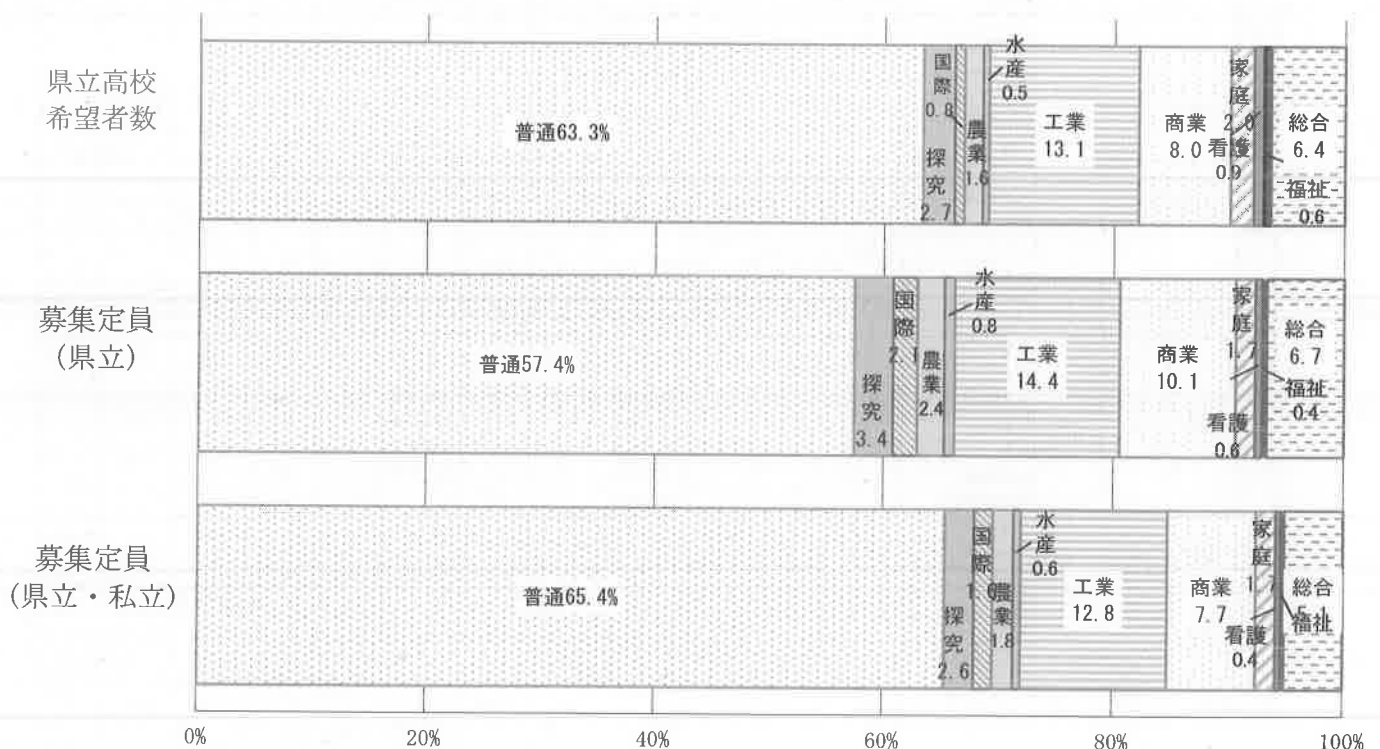 県立高校
希望者数
普通63.3%
探究
2.7
国際
0.8
農業
1.6
水産
0.5
工業
13.1
商業
8.0
家庭
看護
0.9
総合
6.4
福祉
0.6
募集定員
(県立)
普通57.4%
探究
3.4
国際
2.1
農業
2.4
水産
0.8
工業
14.4
商業
10.1
家庭
1.7
看護
0.6
総合
6.7
福祉
0.4
募集定員
(県立・私立)
普通65.4%
探究
2.6
国際
農業
1.8
水産
0.6
工業
12.8
商業
7.7
家庭
看護
0.4
総合
5.1
福祉
0%
20%
40%
60%
80%
100%